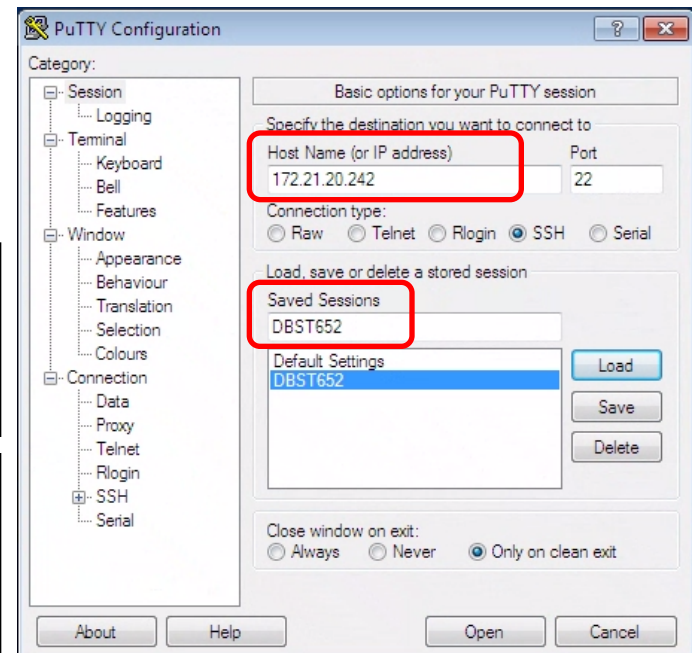 PuTTY Configuration
Category:
Session
Logging
Terminal
Keyboard
Bell
Features
Window
Appearance
Behaviour
Translation
Selection
Colours
Connection
Data
Proxy
Telnet
Rlogin
SSH
Serial
Basic options for your PuTTY session
Specify the destination you want to connect to
Host Name (or IP address) Port
172.21.20.242 22
Connection type:
Raw Telnet Rlogin SSH Serial
Load, save or delete a stored session
Saved Sessions
DBST652
Default Settings
DBST652
Load
Save
Delete
Close window on exit:
Always Never Only on clean exit
About Help Open Cancel